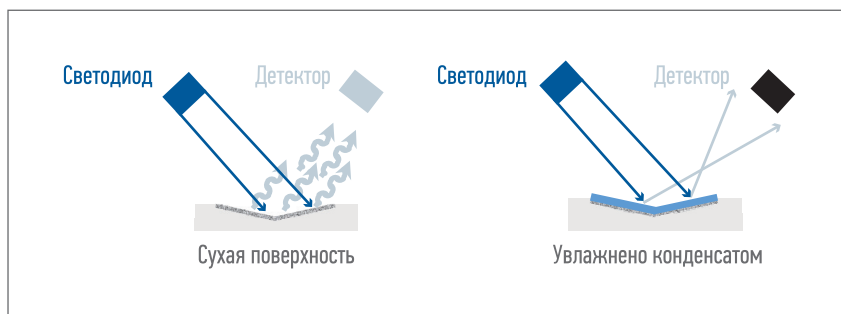 Светодиод
Детектор
Сухая поверхность
Светодиод
Детектор
Увлажнено конденсатом